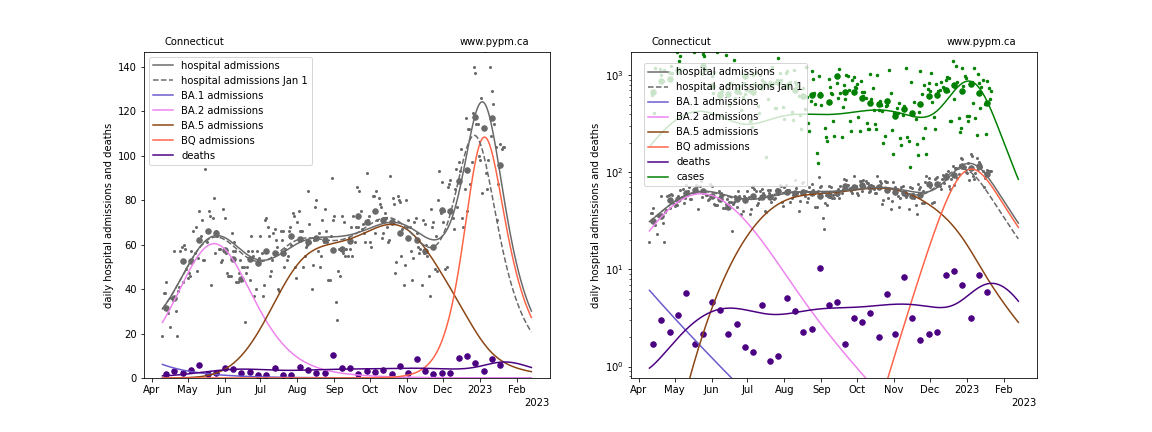 Connecticut www.pypm.ca
daily hospital admissions and deaths
140
120
100
80
60
40
20
0
hospital admissions
hospital admissions Jan 1
BA.1 admissions
BA.2 admissions
BA.5 admissions
BQ admissions
deaths
Apr May Jun Jul Aug Sep Oct Nov Dec 2023 Feb
2023
Connecticut www.pypm.ca
daily hospital admissions and deaths
10³
10²
10¹
10⁰
hospital admissions
hospital admissions Jan 1
BA.1 admissions
BA.2 admissions
BA.5 admissions
BQ admissions
deaths
cases
Apr May Jun Jul Aug Sep Oct Nov Dec 2023 Feb
2023